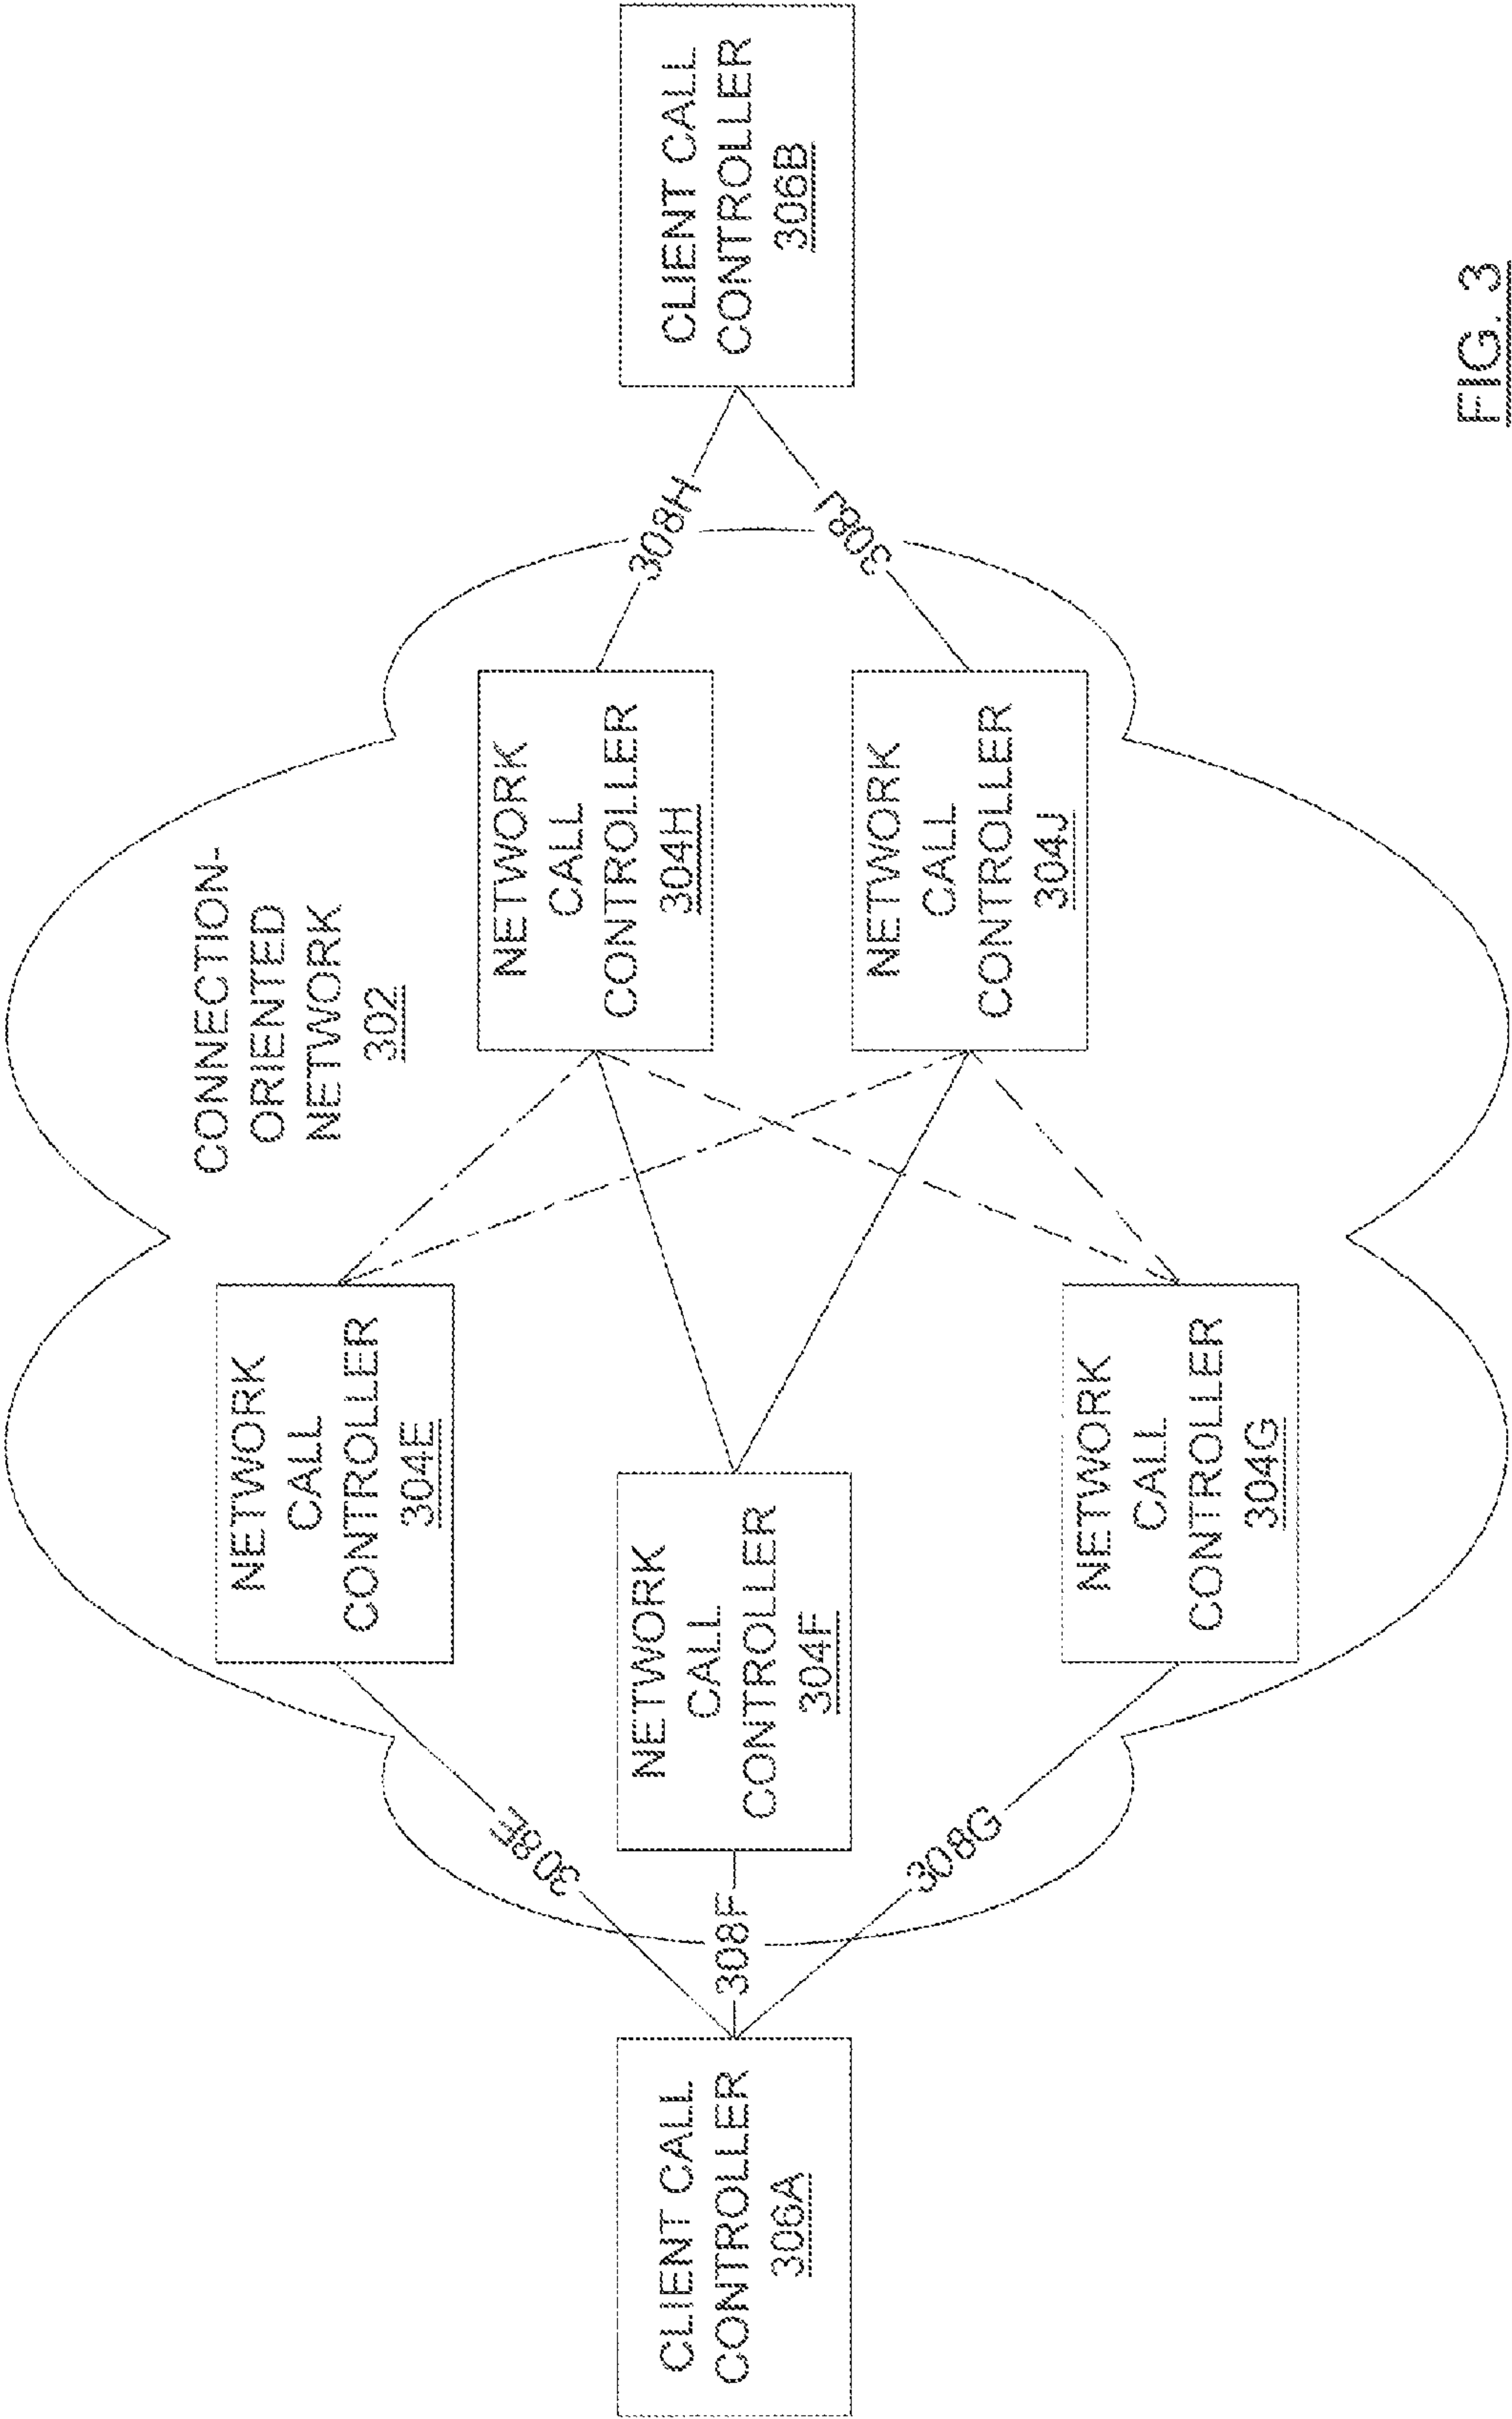 CONNECTION-
ORIENTED
NETWORK
302
CLIENT CALL
CONTROLLER
306A
308E
308F
308G
NETWORK
CALL
CONTROLLER
304E
NETWORK
CALL
CONTROLLER
304F
NETWORK
CALL
CONTROLLER
304G
NETWORK
CALL
CONTROLLER
304H
NETWORK
CALL
CONTROLLER
304J
308H
308J
CLIENT CALL
CONTROLLER
306B
FIG. 3